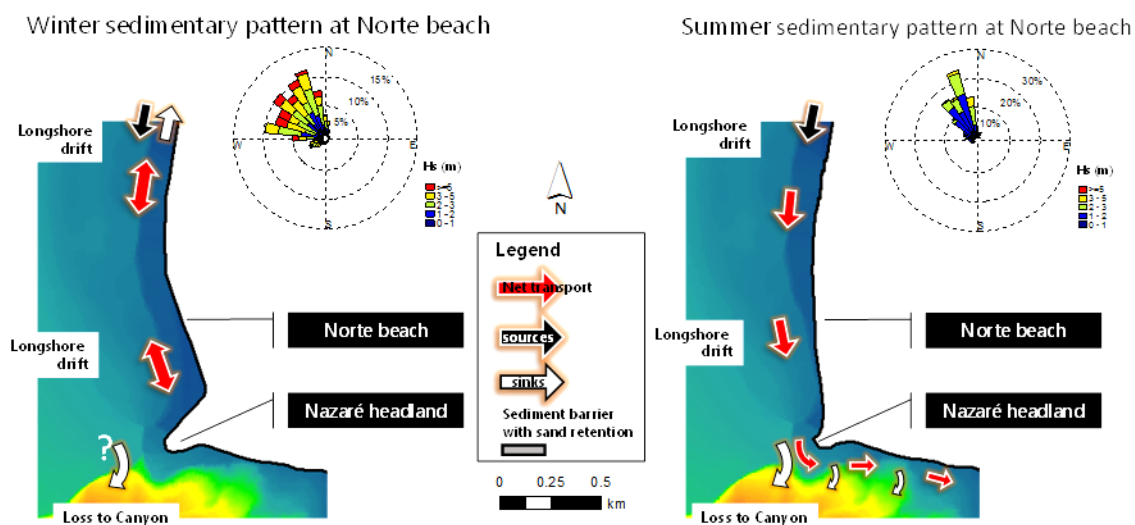 Winter sedimentary pattern at Norte beach
N
15%
10%
5%
W
E
S
Hs (m)
>=5
3 - 5
2 - 3
1 - 2
0 - 1
Longshore
drift
Longshore
drift
?
Loss to Canyon
Norte beach
Nazaré headland
N
Legend
Net transport
sources
sinks
Sediment barrier
with sand retention
0 0.25 0.5
km
Summer sedimentary pattern at Norte beach
N
30%
20%
10%
W
E
S
Hs (m)
>=5
3 - 5
2 - 3
1 - 2
0 - 1
Longshore
drift
Longshore
drift
Loss to Canyon
Norte beach
Nazaré headland